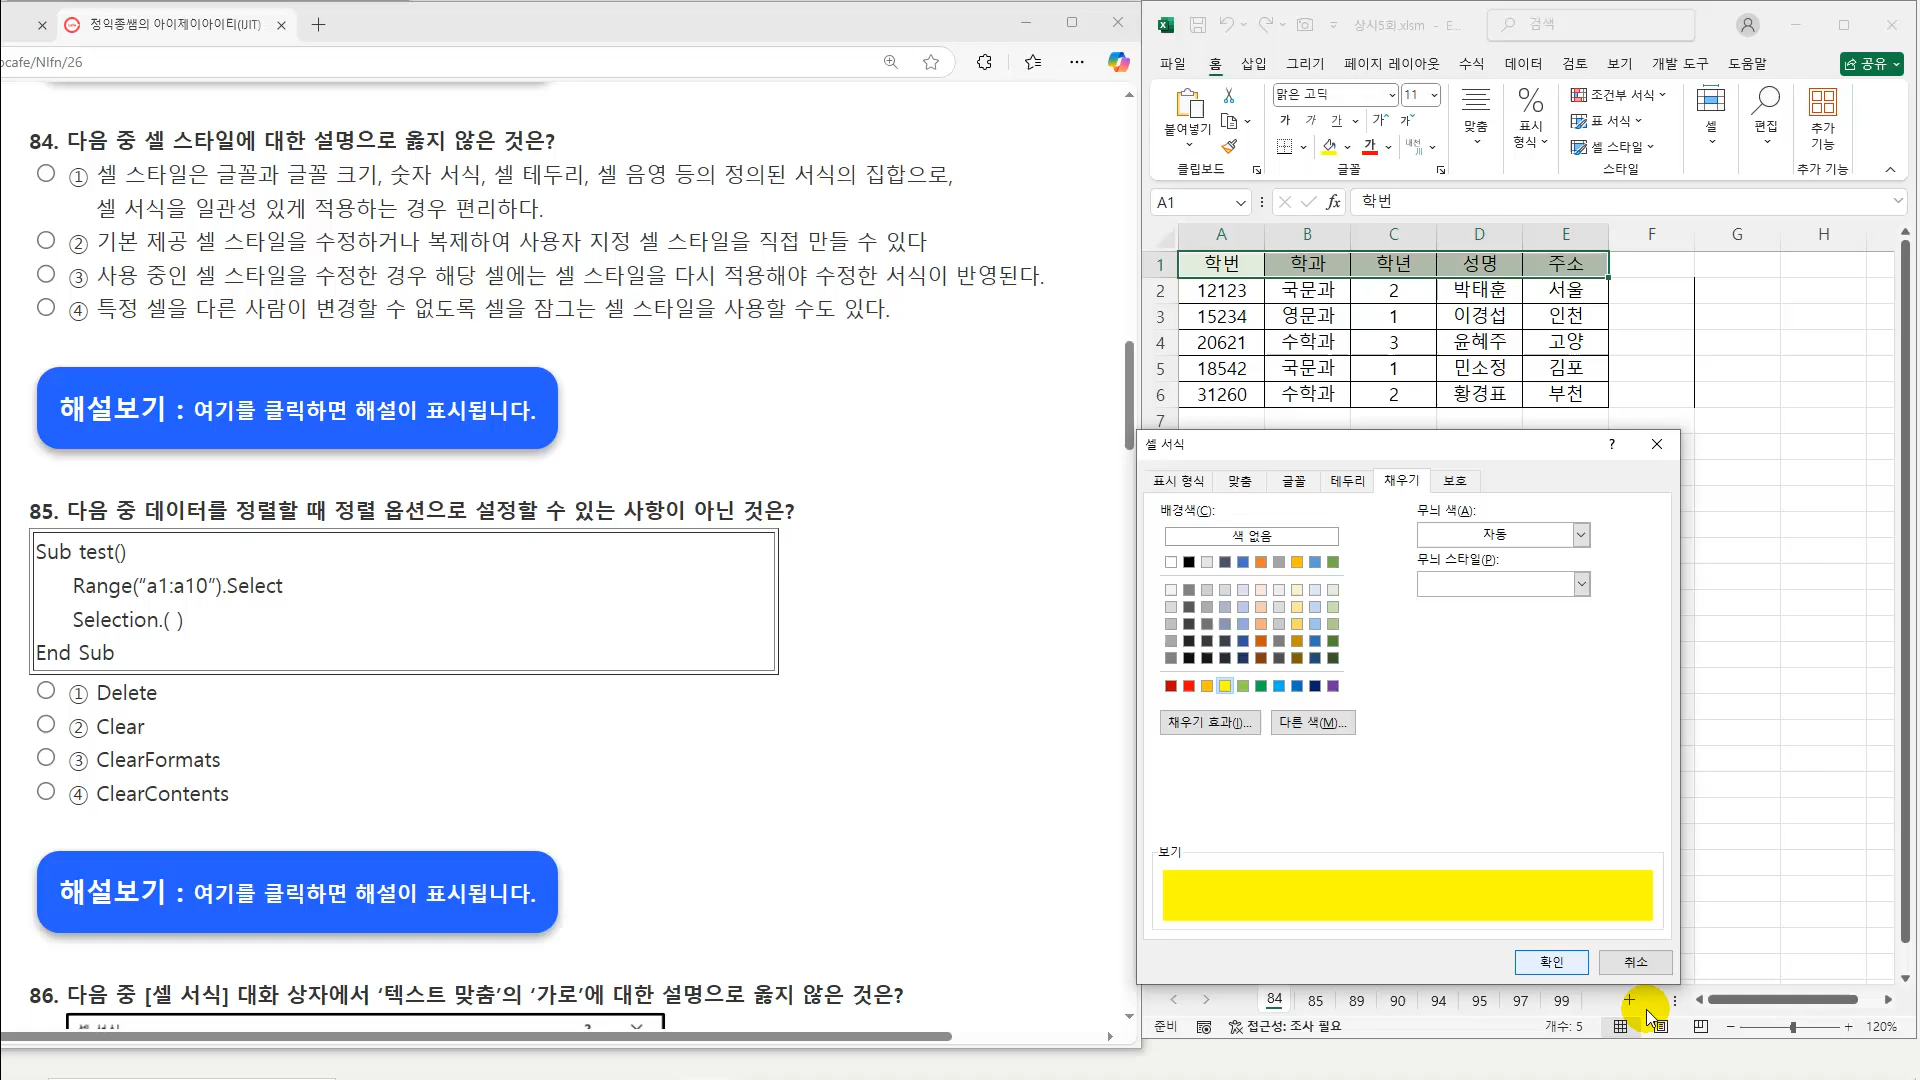 정익종쌤의 아이제이아이티(IJIT)
ocafe/NIfn/26
84. 다음 중 셀 스타일에 대한 설명으로 옳지 않은 것은?
① 셀 스타일은 글꼴과 글꼴 크기, 숫자 서식, 셀 테두리, 셀 음영 등의 정의된 서식의 집합으로,
셀 서식을 일관성 있게 적용하는 경우 편리하다.
② 기본 제공 셀 스타일을 수정하거나 복제하여 사용자 지정 셀 스타일을 직접 만들 수 있다
③ 사용 중인 셀 스타일을 수정한 경우 해당 셀에는 셀 스타일을 다시 적용해야 수정한 서식이 반영된다.
④ 특정 셀을 다른 사람이 변경할 수 없도록 셀을 잠그는 셀 스타일을 사용할 수도 있다.
해설보기 : 여기를 클릭하면 해설이 표시됩니다.
85. 다음 중 데이터를 정렬할 때 정렬 옵션으로 설정할 수 있는 사항이 아닌 것은?
Sub test()
Range(“a1:a10”).Select
Selection.( )
End Sub
① Delete
② Clear
③ ClearFormats
④ ClearContents
해설보기 : 여기를 클릭하면 해설이 표시됩니다.
86. 다음 중 [셀 서식] 대화 상자에서 ‘텍스트 맞춤’의 ‘가로’에 대한 설명으로 옳지 않은 것은?
상시5회.xlsm - E...
검색
파일 홈 삽입 그리기 페이지 레이아웃 수식 데이터 검토 보기 개발 도구 도움말
공유
붙여넣기
클립보드
맑은 고딕 11
가 가 가 가 가
가 내천
글꼴
맞춤
% 표시 형식
조건부 서식
표 서식
셀 스타일
스타일
셀
편집
추가 기능
추가 기능
A1 fx 학번
A B C D E F G H
1 학번 학과 학년 성명 주소
2 12123 국문과 2 박태훈 서울
3 15234 영문과 1 이경섭 인천
4 20621 수학과 3 윤혜주 고양
5 18542 국문과 1 민소정 김포
6 31260 수학과 2 황경표 부천
7
셀 서식 ?
표시 형식 맞춤 글꼴 테두리 채우기 보호
배경색(C):
색 없음
무늬 색(A):
자동
무늬 스타일(P):
채우기 효과(I)... 다른 색(M)...
보기
확인 취소
84 85 89 90 94 95 97 99
준비 접근성: 조사 필요 개수: 5 120%